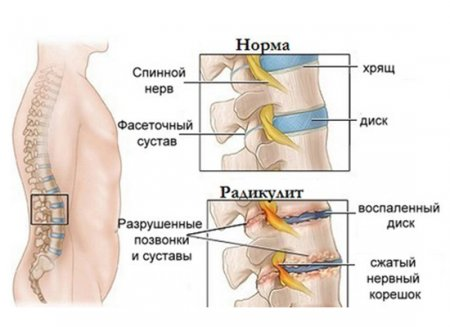 Норма
Спинной
нерв
хрящ
Фасеточный
сустав
диск
Радикулит
Разрушенные
позвонки
и суставы
воспаленный
диск
сжатый
нервный
корешок